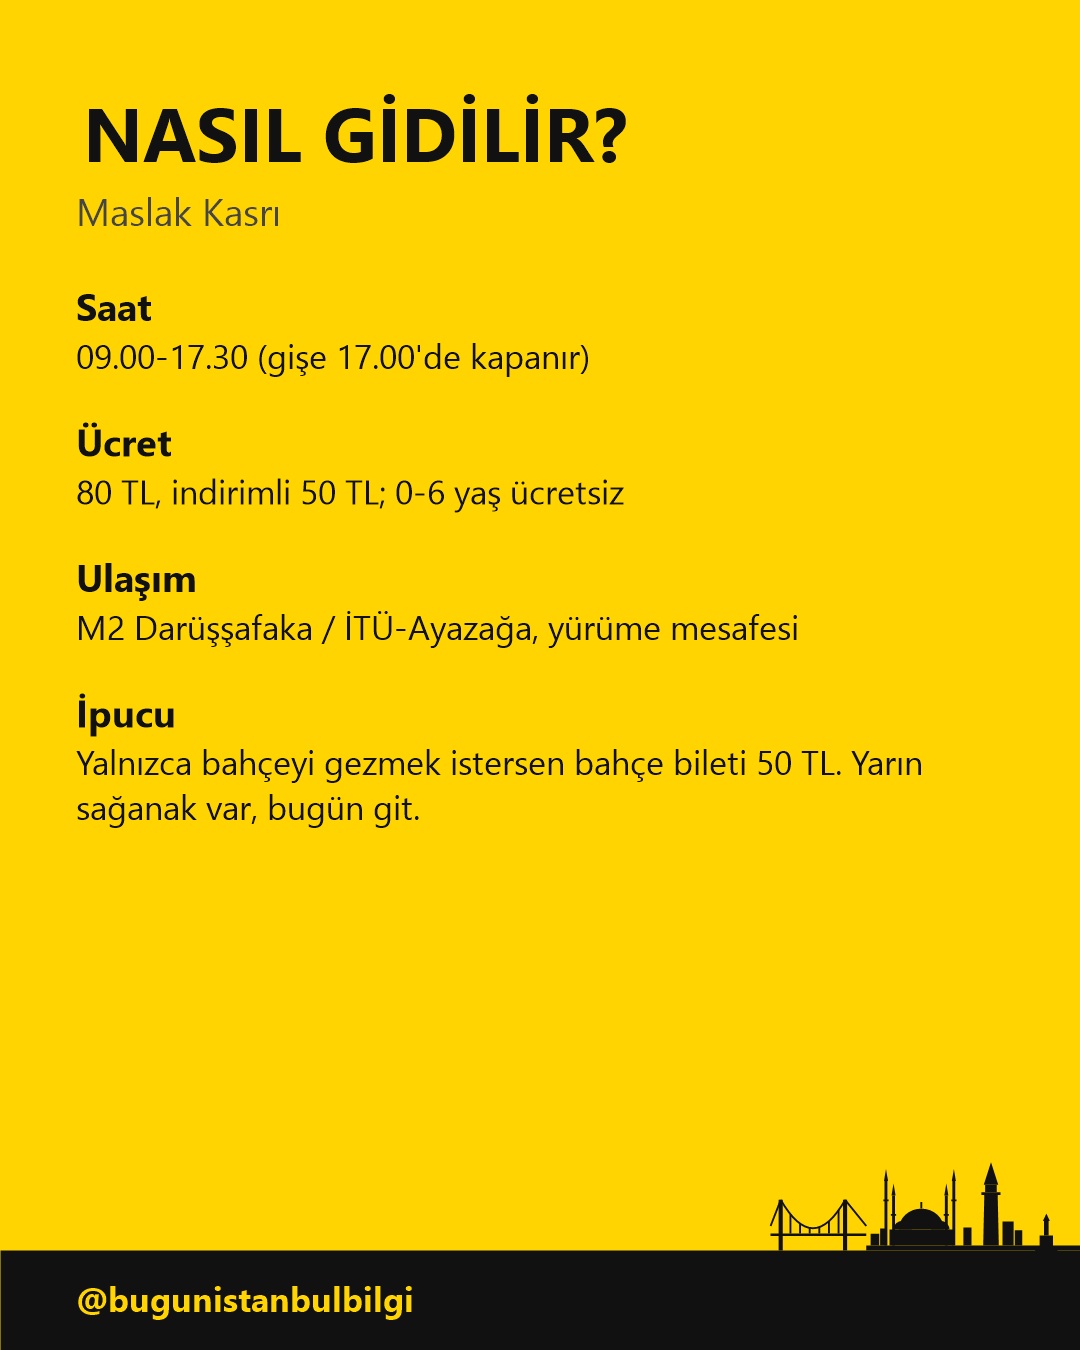 NASIL GİDİLİR?
Maslak Kasrı
Saat
09.00-17.30 (gişe 17.00'de kapanır)
Ücret
80 TL, indirimli 50 TL; 0-6 yaş ücretsiz
Ulaşım
M2 Darüşşafaka / İTÜ-Ayazağa, yürüme mesafesi
İpucu
Yalnızca bahçeyi gezmek istersen bahçe bileti 50 TL. Yarın
sağanak var, bugün git.
@bugunistanbulbilgi